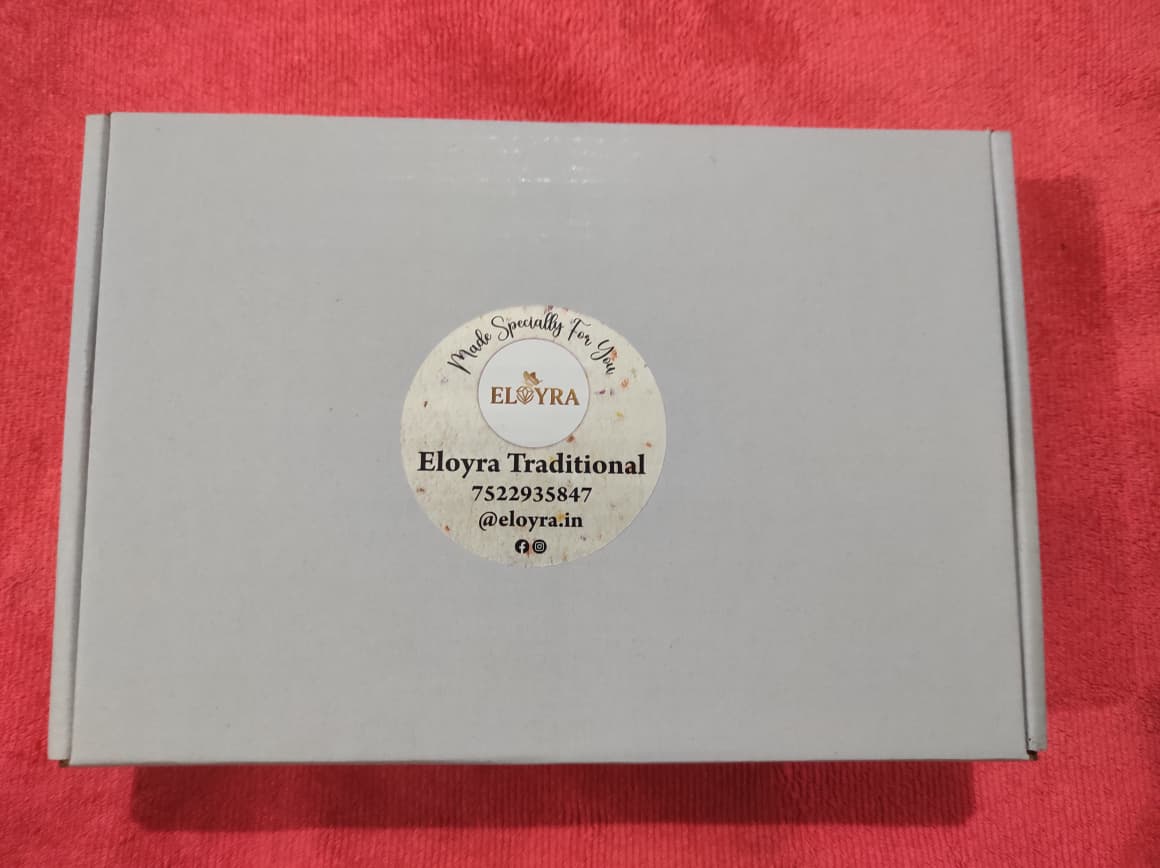 Made Specially For You
ELOYRA
Eloyra Traditional
7522935847
@eloyra.in